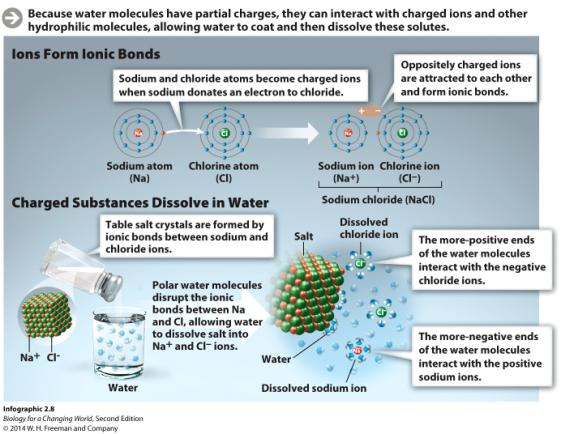 Because water molecules have partial charges, they can interact with charged ions and other
hydrophilic molecules, allowing water to coat and then dissolve these solutes.
Ions Form Ionic Bonds
Sodium and chloride atoms become charged ions
when sodium donates an electron to chloride.
Oppositely charged ions
are attracted to each other
and form ionic bonds.
+ −
Na
Cl
Na
Cl
Sodium atom
(Na)
Chlorine atom
(Cl)
Sodium ion
(Na+)
Chlorine ion
(Cl−)
Sodium chloride (NaCl)
Charged Substances Dissolve in Water
Table salt crystals are formed by
ionic bonds between sodium and
chloride ions.
Na+ Cl-
Polar water molecules
disrupt the ionic
bonds between Na
and Cl, allowing water
to dissolve salt into
Na+ and Cl− ions.
Water
Salt
Dissolved
chloride ion
Cl-
Cl-
Na+
Water
Dissolved sodium ion
The more-positive ends
of the water molecules
interact with the negative
chloride ions.
The more-negative ends
of the water molecules
interact with the positive
sodium ions.
Infographic 2.8
Biology for a Changing World, Second Edition
© 2014 W. H. Freeman and Company